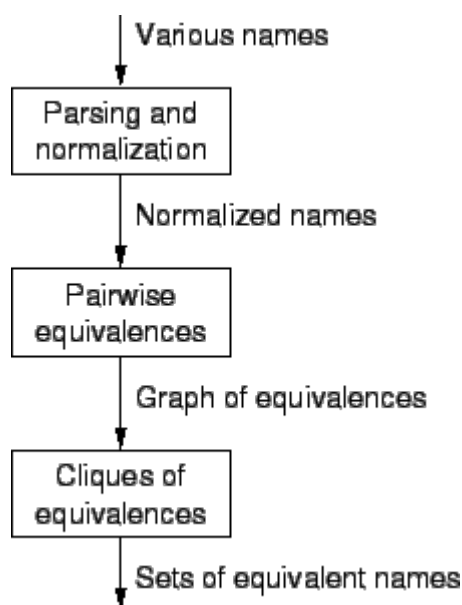 Various names
Parsing and
normalization
Normalized names
Pairwise
equivalences
Graph of equivalences
Cliques of
equivalences
Sets of equivalent names